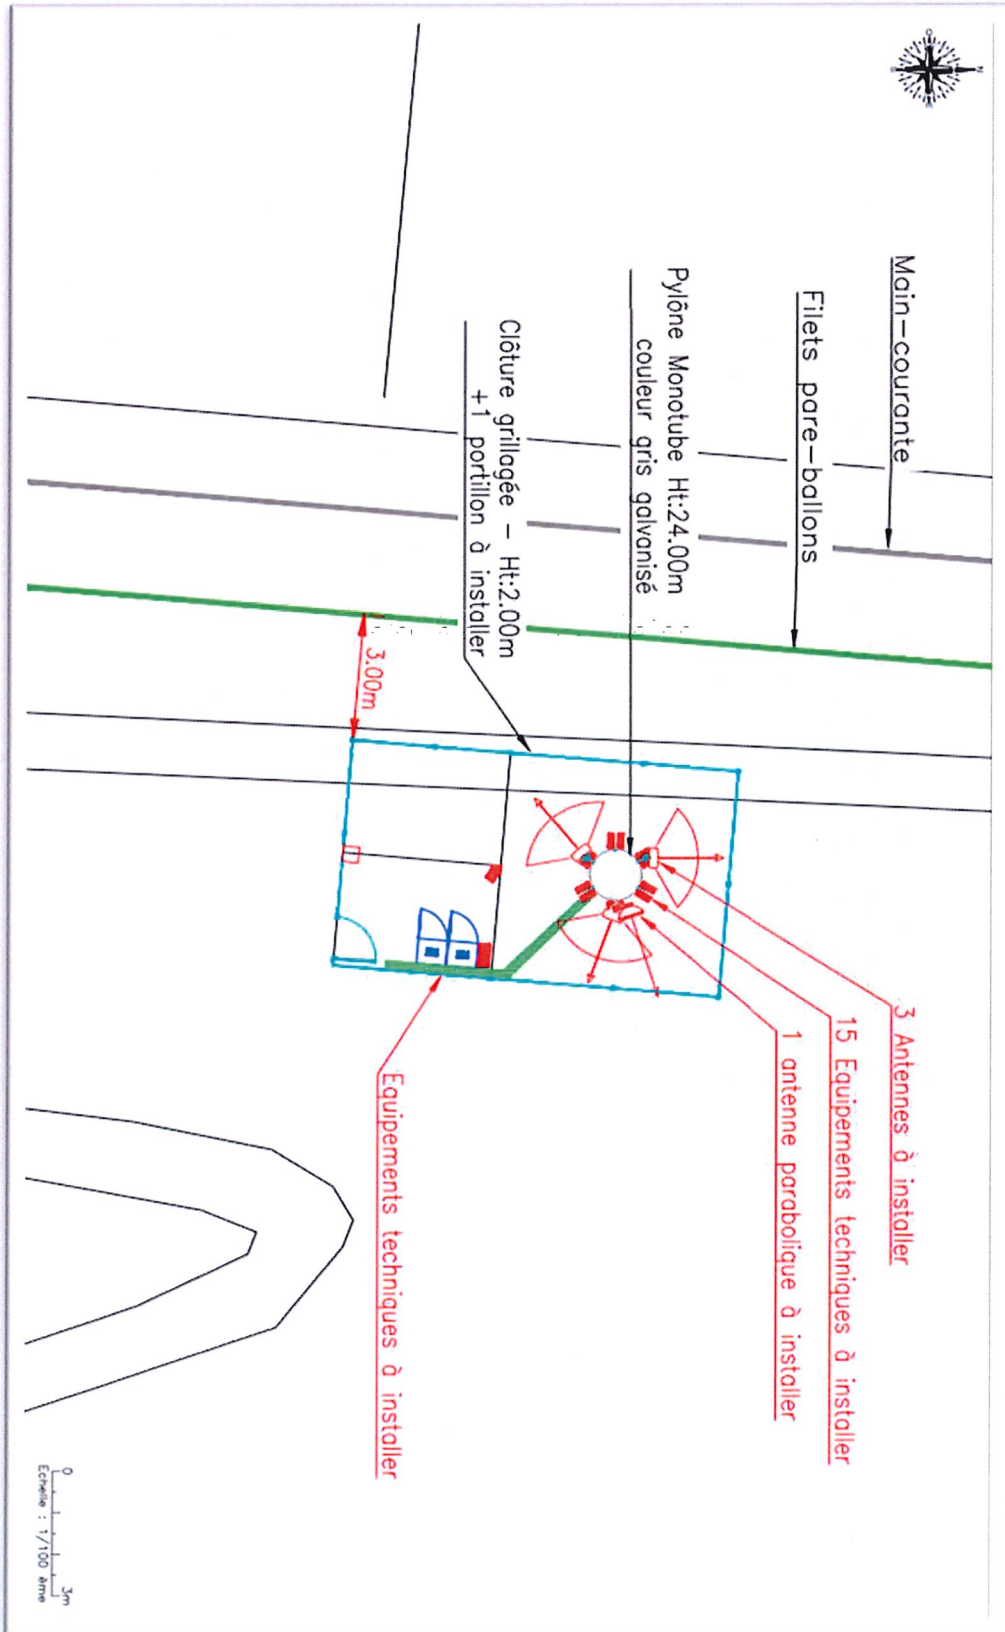 Main-courante
Filets pare-ballons
Pylône Monotube Ht:24.00m
couleur gris galvanisé
Clôture grillagée - Ht:2.00m
+1 portillon à installer
3.00m
3 Antennes à installer
15 Equipements techniques à installer
1 antenne parabolique à installer
Equipements techniques à installer
0 3m
Echelle : 1/100 ème